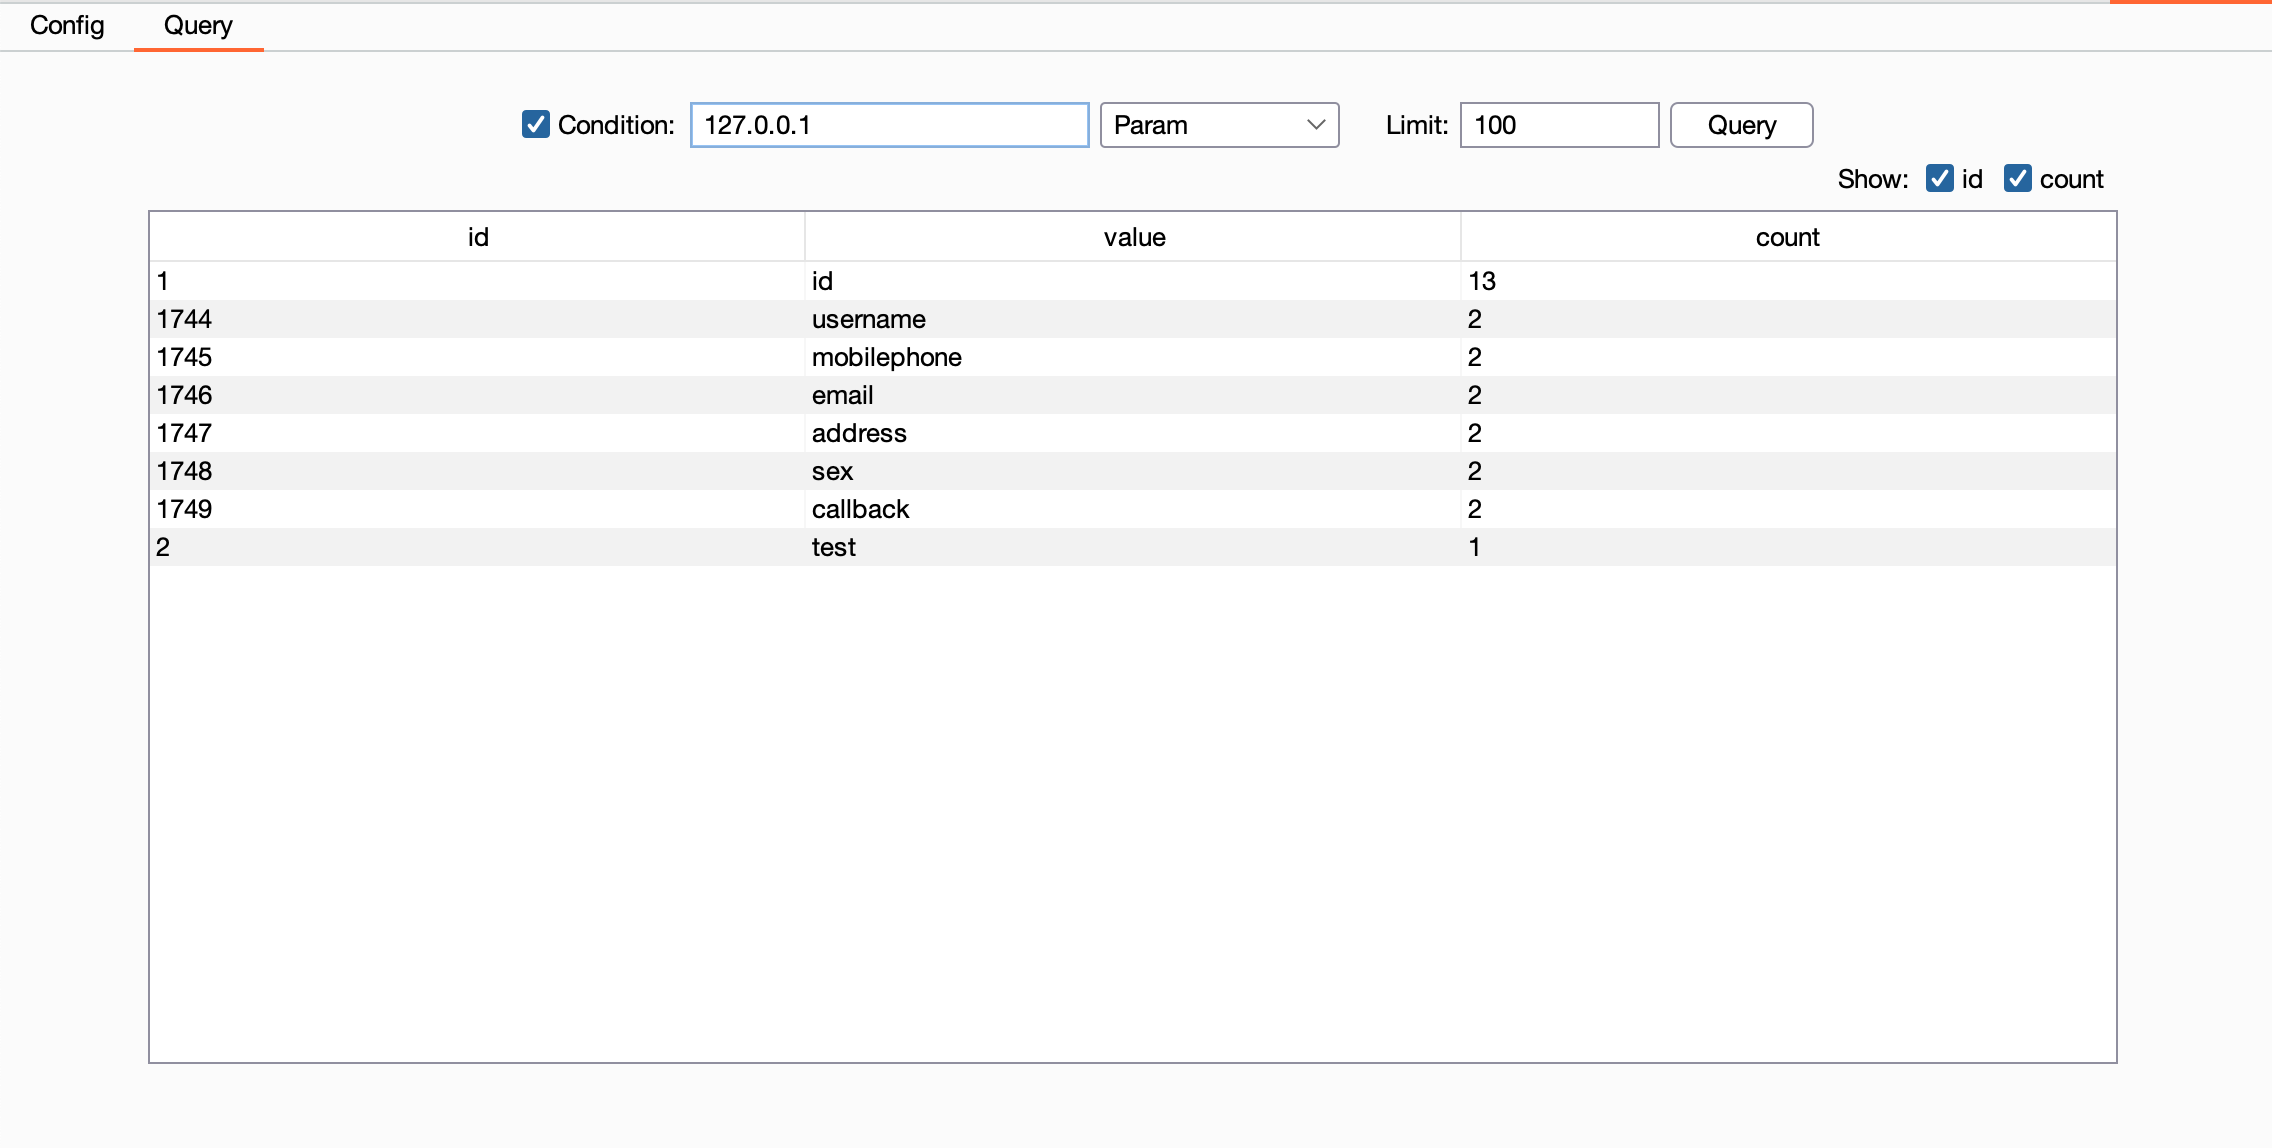 Config Query
Condition: 127.0.0.1 Param Limit: 100 Query
Show: id count
id value count
1 id 13
1744 username 2
1745 mobilephone 2
1746 email 2
1747 address 2
1748 sex 2
1749 callback 2
2 test 1